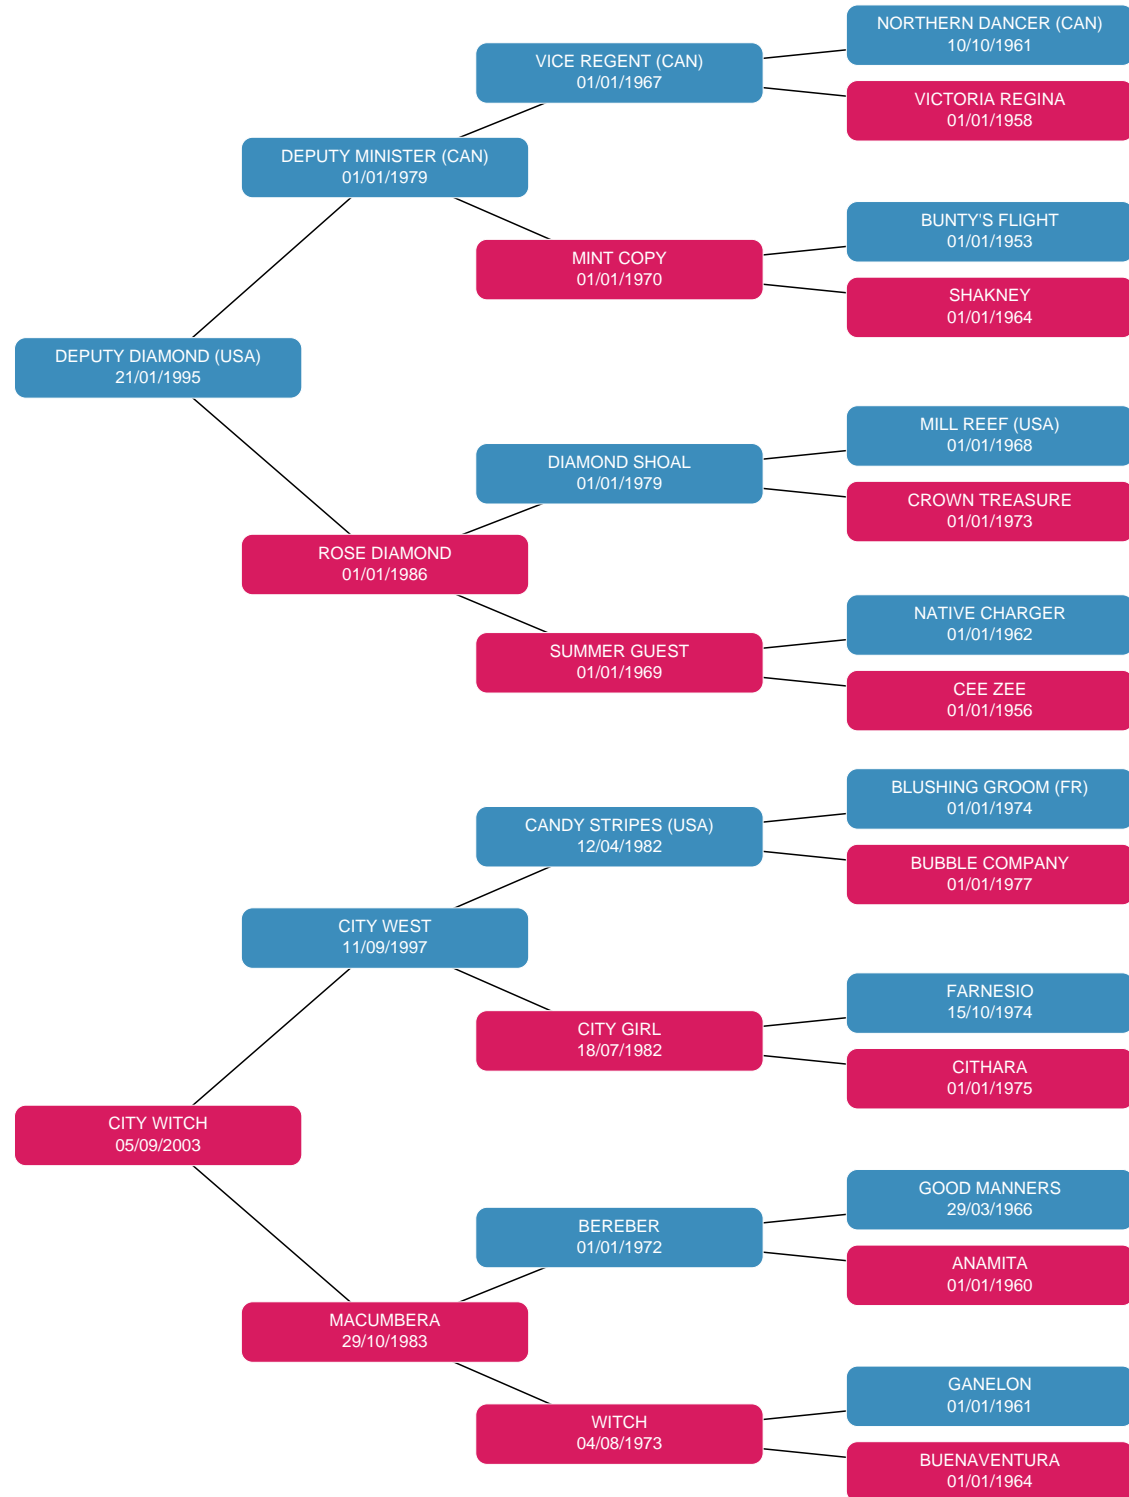 NORTHERN DANCER (CAN)
10/10/1961
VICE REGENT (CAN)
01/01/1967
VICTORIA REGINA
01/01/1958
DEPUTY MINISTER (CAN)
01/01/1979
BUNTY'S FLIGHT
01/01/1953
MINT COPY
01/01/1970
SHAKNEY
01/01/1964
DEPUTY DIAMOND (USA)
21/01/1995
MILL REEF (USA)
01/01/1968
DIAMOND SHOAL
01/01/1979
CROWN TREASURE
01/01/1973
ROSE DIAMOND
01/01/1986
NATIVE CHARGER
01/01/1962
SUMMER GUEST
01/01/1969
CEE ZEE
01/01/1956
BLUSHING GROOM (FR)
01/01/1974
CANDY STRIPES (USA)
12/04/1982
BUBBLE COMPANY
01/01/1977
CITY WEST
11/09/1997
FARNESIO
15/10/1974
CITY GIRL
18/07/1982
CITHARA
01/01/1975
CITY WITCH
05/09/2003
GOOD MANNERS
29/03/1966
BEREBER
01/01/1972
ANAMITA
01/01/1960
MACUMBERA
29/10/1983
GANELON
01/01/1961
WITCH
04/08/1973
BUENAVENTURA
01/01/1964